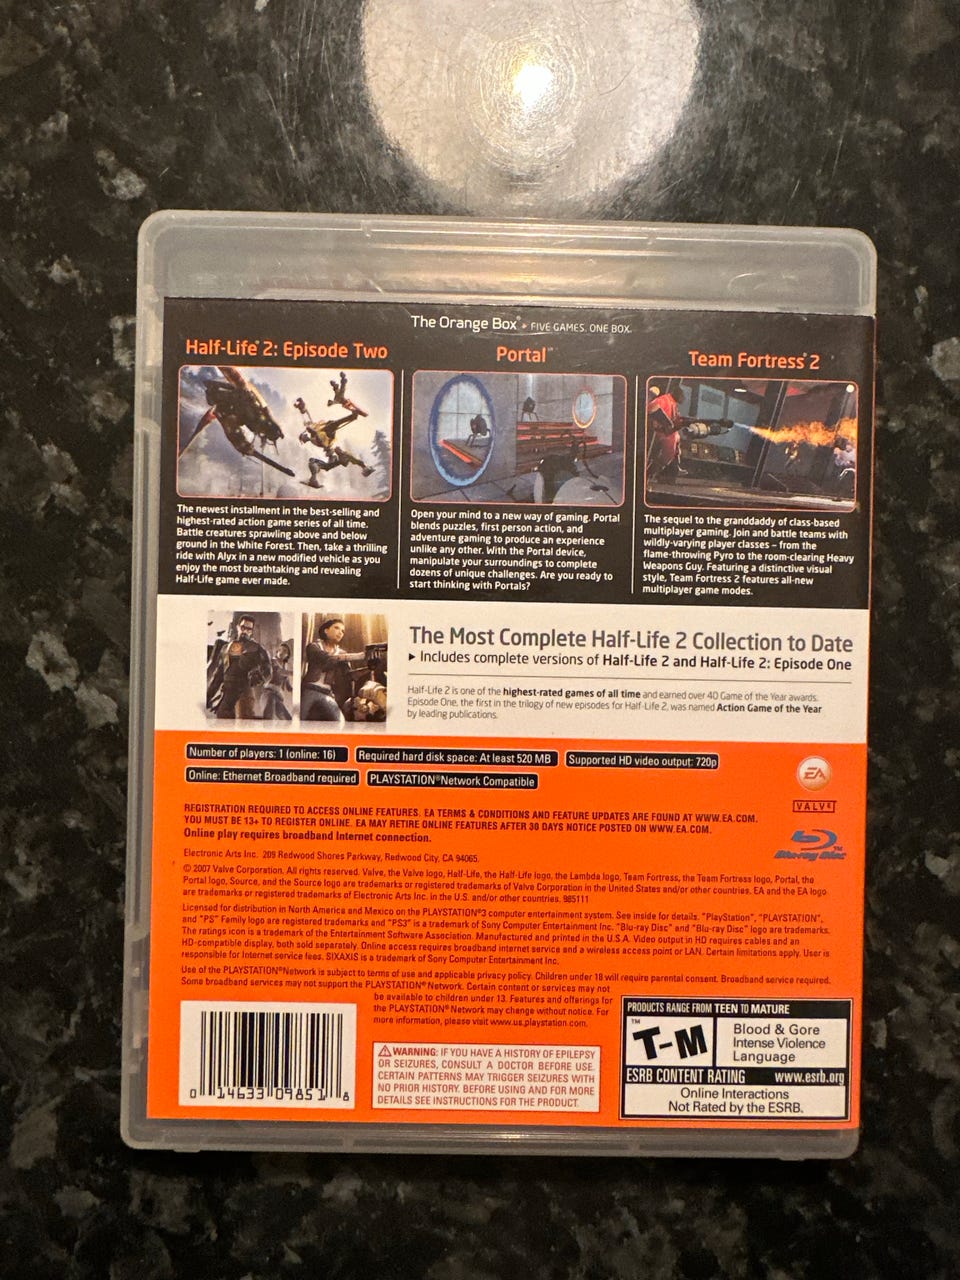 The Orange Box® ▸ FIVE GAMES. ONE BOX.
Half-Life® 2: Episode Two
The newest installment in the best-selling and
highest-rated action game series of all time.
Battle creatures sprawling above and below
ground in the White Forest. Then, take a thrilling
ride with Alyx in a new modified vehicle as you
enjoy the most breathtaking and revealing
Half-Life game ever made.
Portal™
Open your mind to a new way of gaming. Portal
blends puzzles, first person action, and
adventure gaming to produce an experience
unlike any other. With the Portal device,
manipulate your surroundings to complete
dozens of unique challenges. Are you ready to
start thinking with Portals?
Team Fortress® 2
The sequel to the granddaddy of class-based
multiplayer gaming. Join and battle teams with
wildly-varying player classes – from the
flame-throwing Pyro to the room-clearing Heavy
Weapons Guy. Featuring a distinctive visual
style, Team Fortress 2 features all-new
multiplayer game modes.
The Most Complete Half-Life 2 Collection to Date
▸ Includes complete versions of Half-Life 2 and Half-Life 2: Episode One
Half-Life 2 is one of the highest-rated games of all time and earned over 40 Game of the Year awards.
Episode One, the first in the trilogy of new episodes for Half-Life 2, was named Action Game of the Year
by leading publications.
Number of players: 1 (online: 16)
Required hard disk space: At least 520 MB
Supported HD video output: 720p
Online: Ethernet Broadband required
PLAYSTATION®Network Compatible
EA
VALVE
Blu-ray Disc™
REGISTRATION REQUIRED TO ACCESS ONLINE FEATURES. EA TERMS & CONDITIONS AND FEATURE UPDATES ARE FOUND AT WWW.EA.COM.
YOU MUST BE 13+ TO REGISTER ONLINE. EA MAY RETIRE ONLINE FEATURES AFTER 30 DAYS NOTICE POSTED ON WWW.EA.COM.
Online play requires broadband Internet connection.
Electronic Arts Inc. 209 Redwood Shores Parkway, Redwood City, CA 94065.
© 2007 Valve Corporation. All rights reserved. Valve, the Valve logo, Half-Life, the Half-Life logo, the Lambda logo, Team Fortress, the Team Fortress logo, Portal, the
Portal logo, Source, and the Source logo are trademarks or registered trademarks of Valve Corporation in the United States and/or other countries. EA and the EA logo
are trademarks or registered trademarks of Electronic Arts Inc. in the U.S. and/or other countries. 985111
Licensed for distribution in North America and Mexico on the PLAYSTATION®3 computer entertainment system. See inside for details. "PlayStation", "PLAYSTATION",
and "PS" Family logo are registered trademarks and "PS3" is a trademark of Sony Computer Entertainment Inc. "Blu-ray Disc" and "Blu-ray Disc" logo are trademarks.
The ratings icon is a trademark of the Entertainment Software Association. Manufactured and printed in the U.S.A. Video output in HD requires cables and an
HD-compatible display, both sold separately. Online access requires broadband internet service and a wireless access point or LAN. Certain limitations apply. User is
responsible for Internet service fees. SIXAXIS is a trademark of Sony Computer Entertainment Inc.
Use of the PLAYSTATION®Network is subject to terms of use and applicable privacy policy. Children under 18 will require parental consent. Broadband service required.
Some broadband services may not support the PLAYSTATION®Network. Certain content or services may not
be available to children under 13. Features and offerings for
the PLAYSTATION®Network may change without notice. For
more information, please visit www.us.playstation.com.
0 14633 09851 8
⚠WARNING: IF YOU HAVE A HISTORY OF EPILEPSY
OR SEIZURES, CONSULT A DOCTOR BEFORE USE.
CERTAIN PATTERNS MAY TRIGGER SEIZURES WITH
NO PRIOR HISTORY. BEFORE USING AND FOR MORE
DETAILS SEE INSTRUCTIONS FOR THE PRODUCT.
PRODUCTS RANGE FROM TEEN TO MATURE
T-M™
Blood & Gore
Intense Violence
Language
ESRB CONTENT RATING www.esrb.org
Online Interactions
Not Rated by the ESRB.